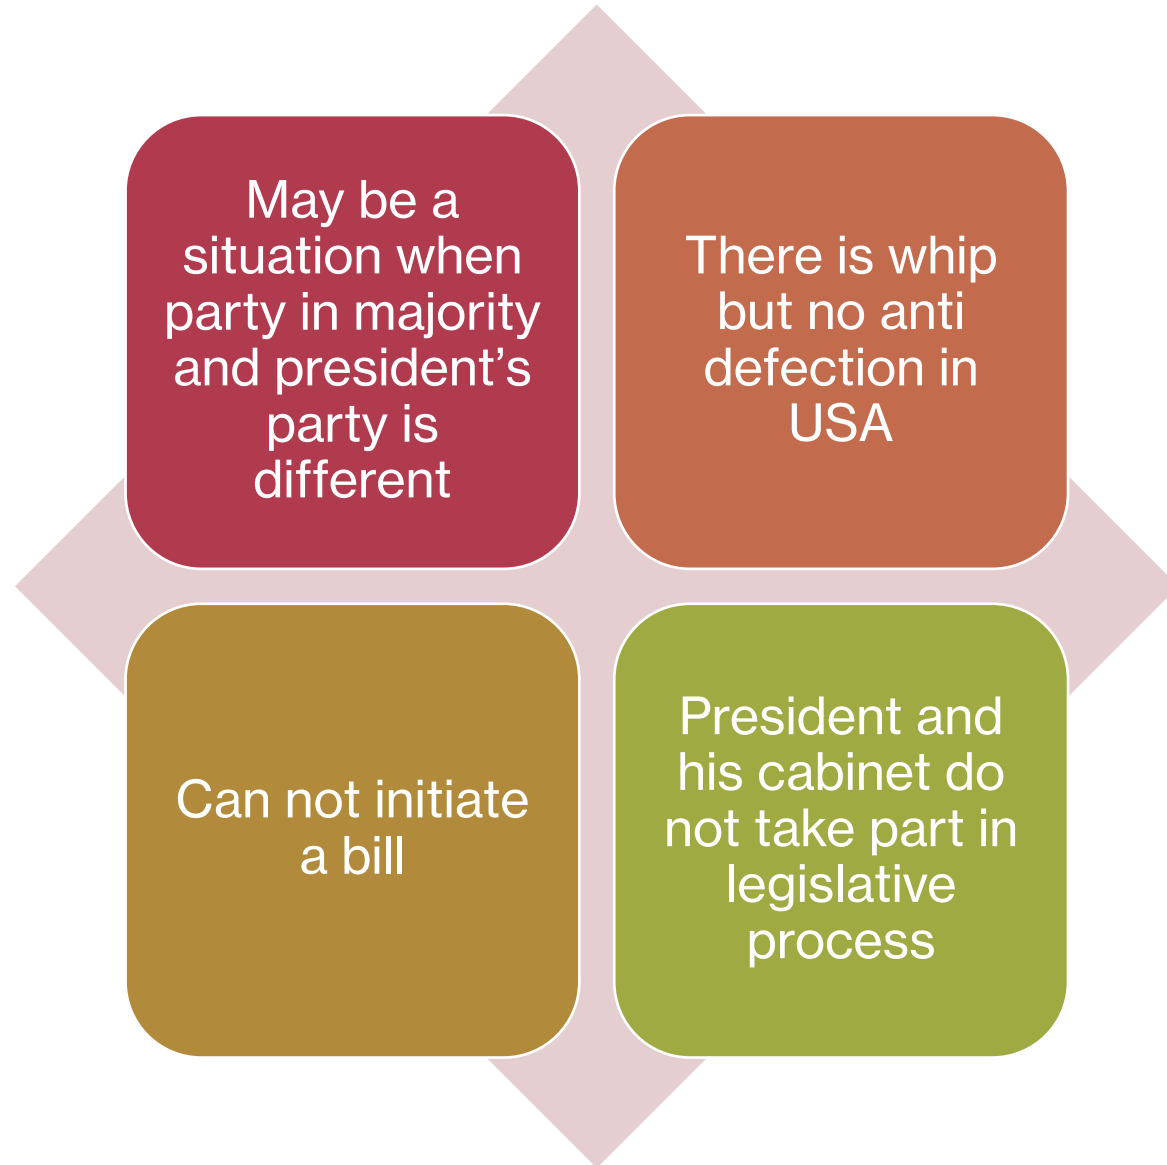 May be a
situation when
party in majority
and president’s
party is
different
There is whip
but no anti
defection in
USA
Can not initiate
a bill
President and
his cabinet do
not take part in
legislative
process